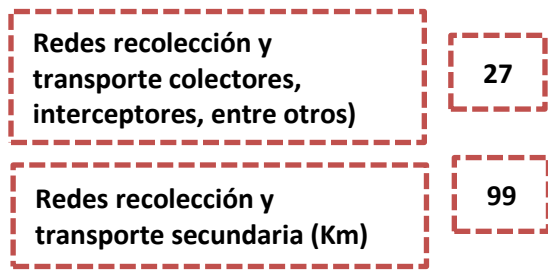 Redes recolección y
transporte colectores,
interceptores, entre otros)
27
Redes recolección y
transporte secundaria (Km)
99